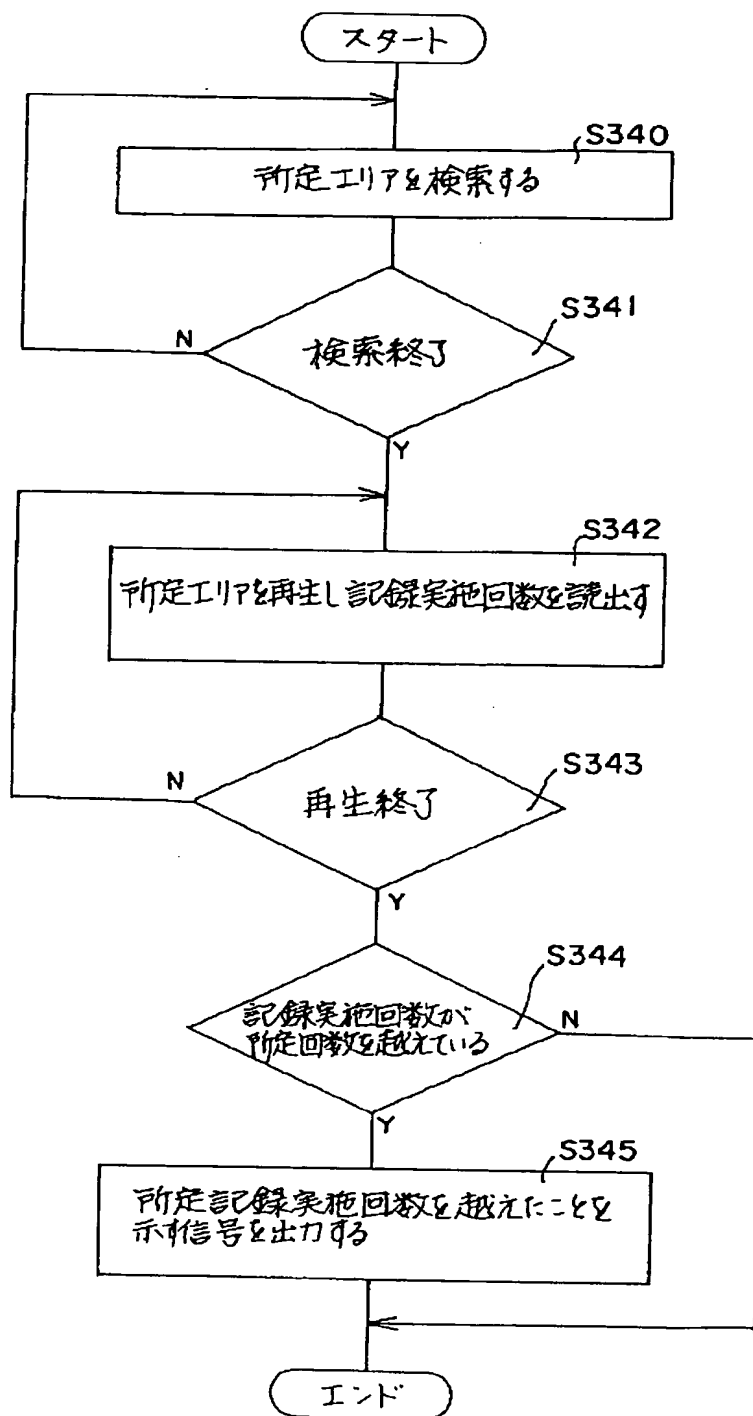 スタート
S340
所定エリアを検索する
S341
検索終了
N
Y
S342
所定エリアを再生し記録実施回数を読出す
S343
再生終了
N
Y
S344
記録実施回数が
所定回数を越えている
N
Y
S345
所定記録実施回数を越えたことを
示す信号を出力する
エンド